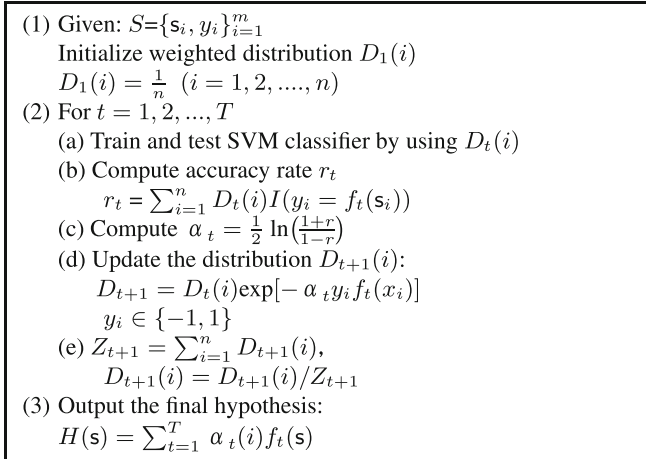 (1) Given: S={s_i, y_i}_{i=1}^m
Initialize weighted distribution D_1(i)
D_1(i) = 1/n (i = 1, 2, ...., n)
(2) For t = 1, 2, ..., T
(a) Train and test SVM classifier by using D_t(i)
(b) Compute accuracy rate r_t
r_t = ∑_{i=1}^n D_t(i)I(y_i = f_t(s_i))
(c) Compute α_t = 1/2 ln(1+r/1−r)
(d) Update the distribution D_{t+1}(i):
D_{t+1} = D_t(i)exp[−α_t y_i f_t(x_i)]
y_i ∈ {−1, 1}
(e) Z_{t+1} = ∑_{i=1}^n D_{t+1}(i),
D_{t+1}(i) = D_{t+1}(i)/Z_{t+1}
(3) Output the final hypothesis:
H(s) = ∑_{t=1}^T α_t(i)f_t(s)